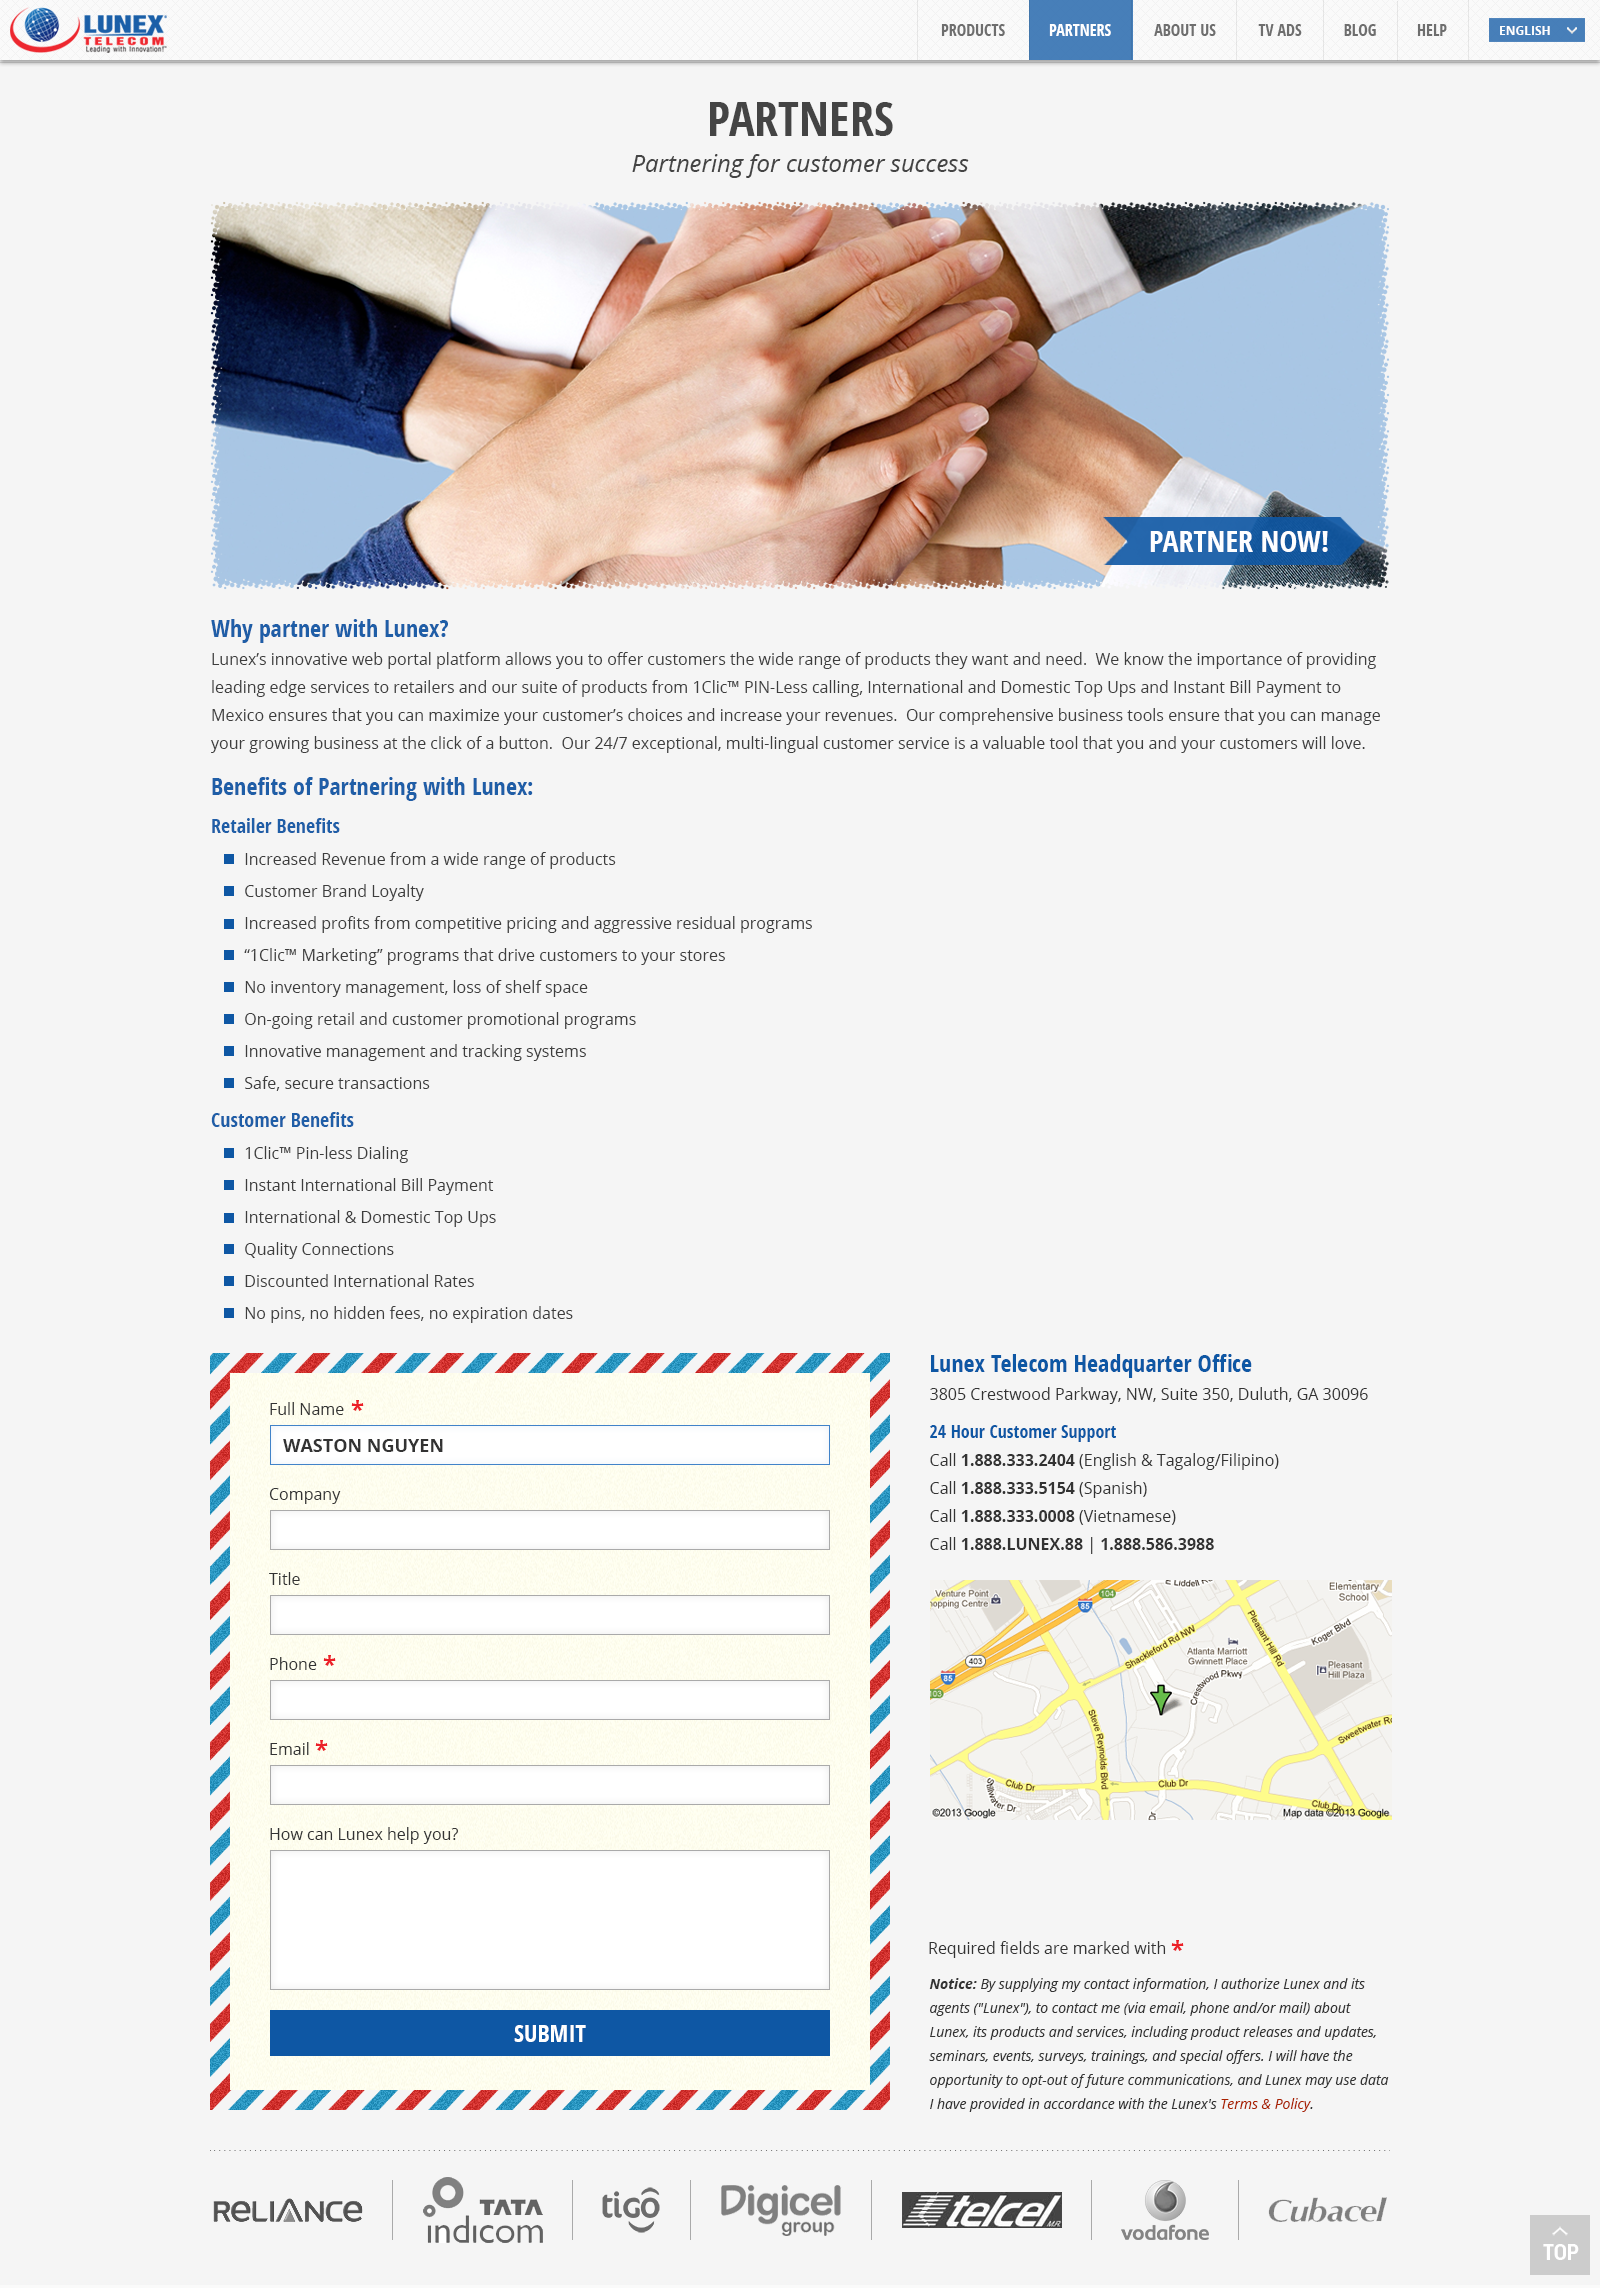 LUNEX
TELECOM
Leading with Innovation!
PRODUCTS
PARTNERS
ABOUT US
TV ADS
BLOG
HELP
ENGLISH
PARTNERS
Partnering for customer success
PARTNER NOW!
Why partner with Lunex?
Lunex’s innovative web portal platform allows you to offer customers the wide range of products they want and need.  We know the importance of providing
leading edge services to retailers and our suite of products from 1Clic™ PIN-Less calling, International and Domestic Top Ups and Instant Bill Payment to
Mexico ensures that you can maximize your customer’s choices and increase your revenues.  Our comprehensive business tools ensure that you can manage
your growing business at the click of a button.  Our 24/7 exceptional, multi-lingual customer service is a valuable tool that you and your customers will love.
Benefits of Partnering with Lunex:
Retailer Benefits
Increased Revenue from a wide range of products
Customer Brand Loyalty
Increased profits from competitive pricing and aggressive residual programs
“1Clic™ Marketing” programs that drive customers to your stores
No inventory management, loss of shelf space
On-going retail and customer promotional programs
Innovative management and tracking systems
Safe, secure transactions
Customer Benefits
1Clic™ Pin-less Dialing
Instant International Bill Payment
International & Domestic Top Ups
Quality Connections
Discounted International Rates
No pins, no hidden fees, no expiration dates
Full Name *
WASTON NGUYEN
Company
Title
Phone *
Email *
How can Lunex help you?
SUBMIT
Lunex Telecom Headquarter Office
3805 Crestwood Parkway, NW, Suite 350, Duluth, GA 30096
24 Hour Customer Support
Call 1.888.333.2404 (English & Tagalog/Filipino)
Call 1.888.333.5154 (Spanish)
Call 1.888.333.0008 (Vietnamese)
Call 1.888.LUNEX.88 | 1.888.586.3988
Venture Point
opping Centre
85
104
E Liddell Rd
Elementary
School
Pleasant Hill Rd
Koger Blvd
Shackleford Rd NW
Atlanta Marriott
Gwinnett Place
Crestwood Pkwy
Pleasant
Hill Plaza
403
85
103
Steve Reynolds Blvd
Sweetwater Rd
Club Dr
Club Dr
Club Dr
Stillwater Dr
Dr
©2013 Google
Map data ©2013 Google
Required fields are marked with *
Notice: By supplying my contact information, I authorize Lunex and its
agents ("Lunex"), to contact me (via email, phone and/or mail) about
Lunex, its products and services, including product releases and updates,
seminars, events, surveys, trainings, and special offers. I will have the
opportunity to opt-out of future communications, and Lunex may use data
I have provided in accordance with the Lunex's Terms & Policy.
RELIANCE
TATA
indicom
tigo
Digicel
group
telcel
M.R
vodafone
Cubacel
TOP